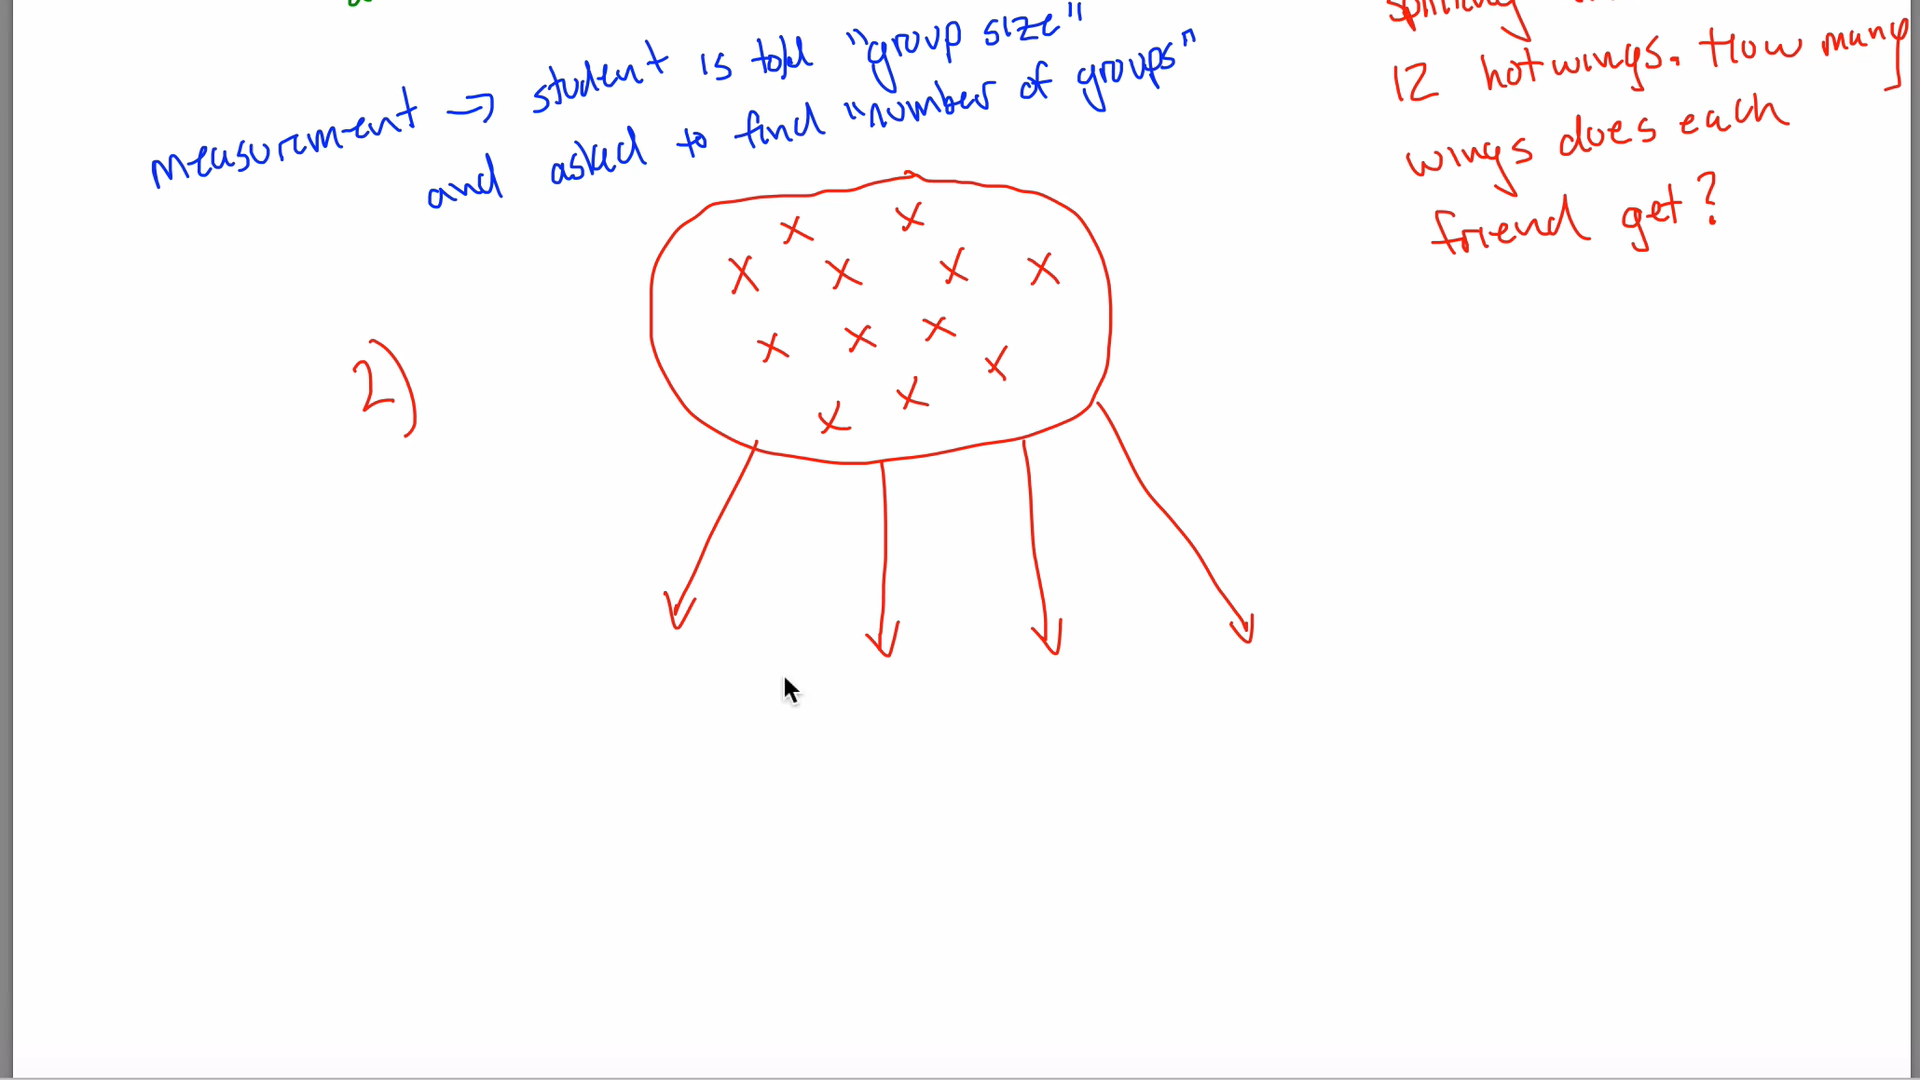 measurement → student is told "group size"
and asked to find "number of groups"
splitting
12 hotwings. How many
wings does each
friend get?
2)
x x
x x x x
x x x
x
x x